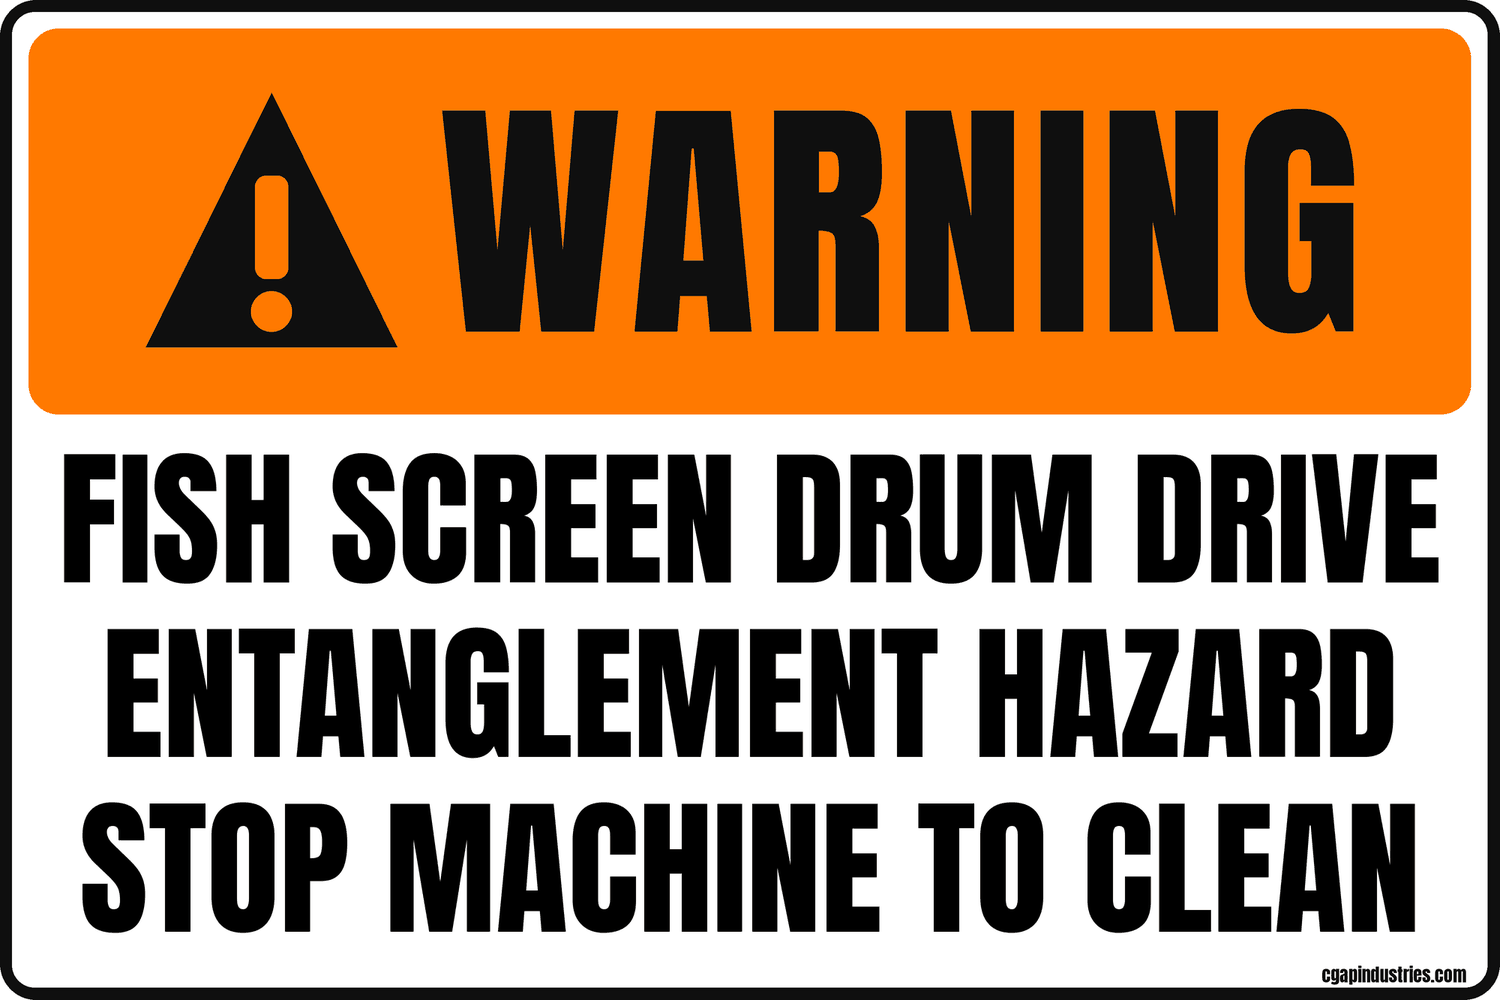 WARNING
FISH SCREEN DRUM DRIVE
ENTANGLEMENT HAZARD
STOP MACHINE TO CLEAN
cgapindustries.com